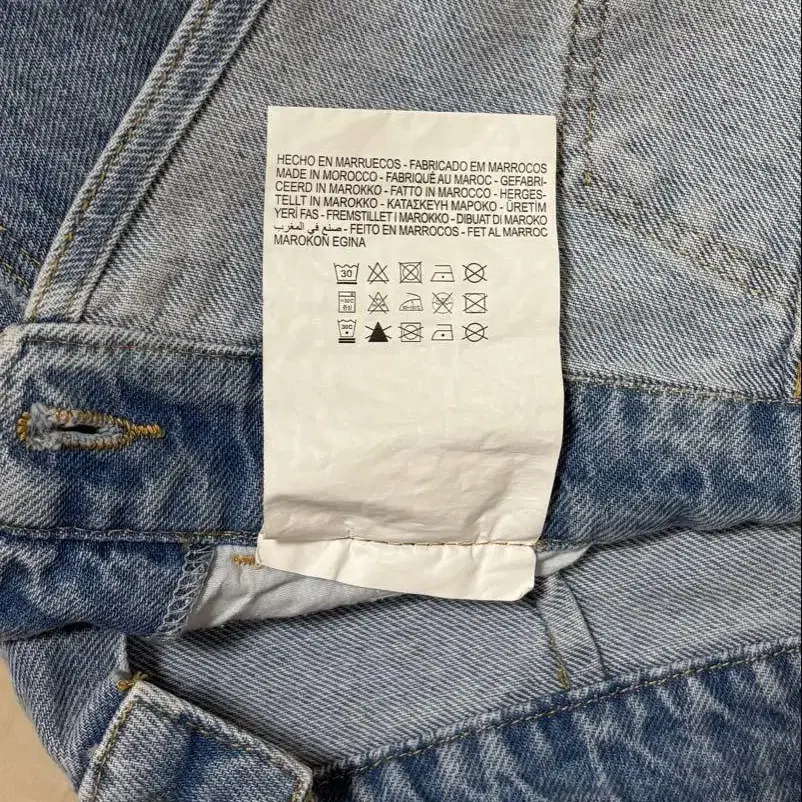 HECHO EN MARRUECOS - FABRICADO EM MARROCOS
MADE IN MOROCCO - FABRIQUÉ AU MAROC - GEFABRI-
CEERD IN MAROKKO - FATTO IN MAROCCO - HERGES-
TELLT IN MAROKKO - ΚΑΤΑΣΚΕΥΗ ΜΑΡΟΚΟ - ÜRETİM
YERİ FAS - FREMSTILLET I MAROKKO - DIBUAT DI MAROKO
صنع في المغرب - FEITO EN MARROCOS - FET AL MARROC
MAROKON EGINA
30
30C